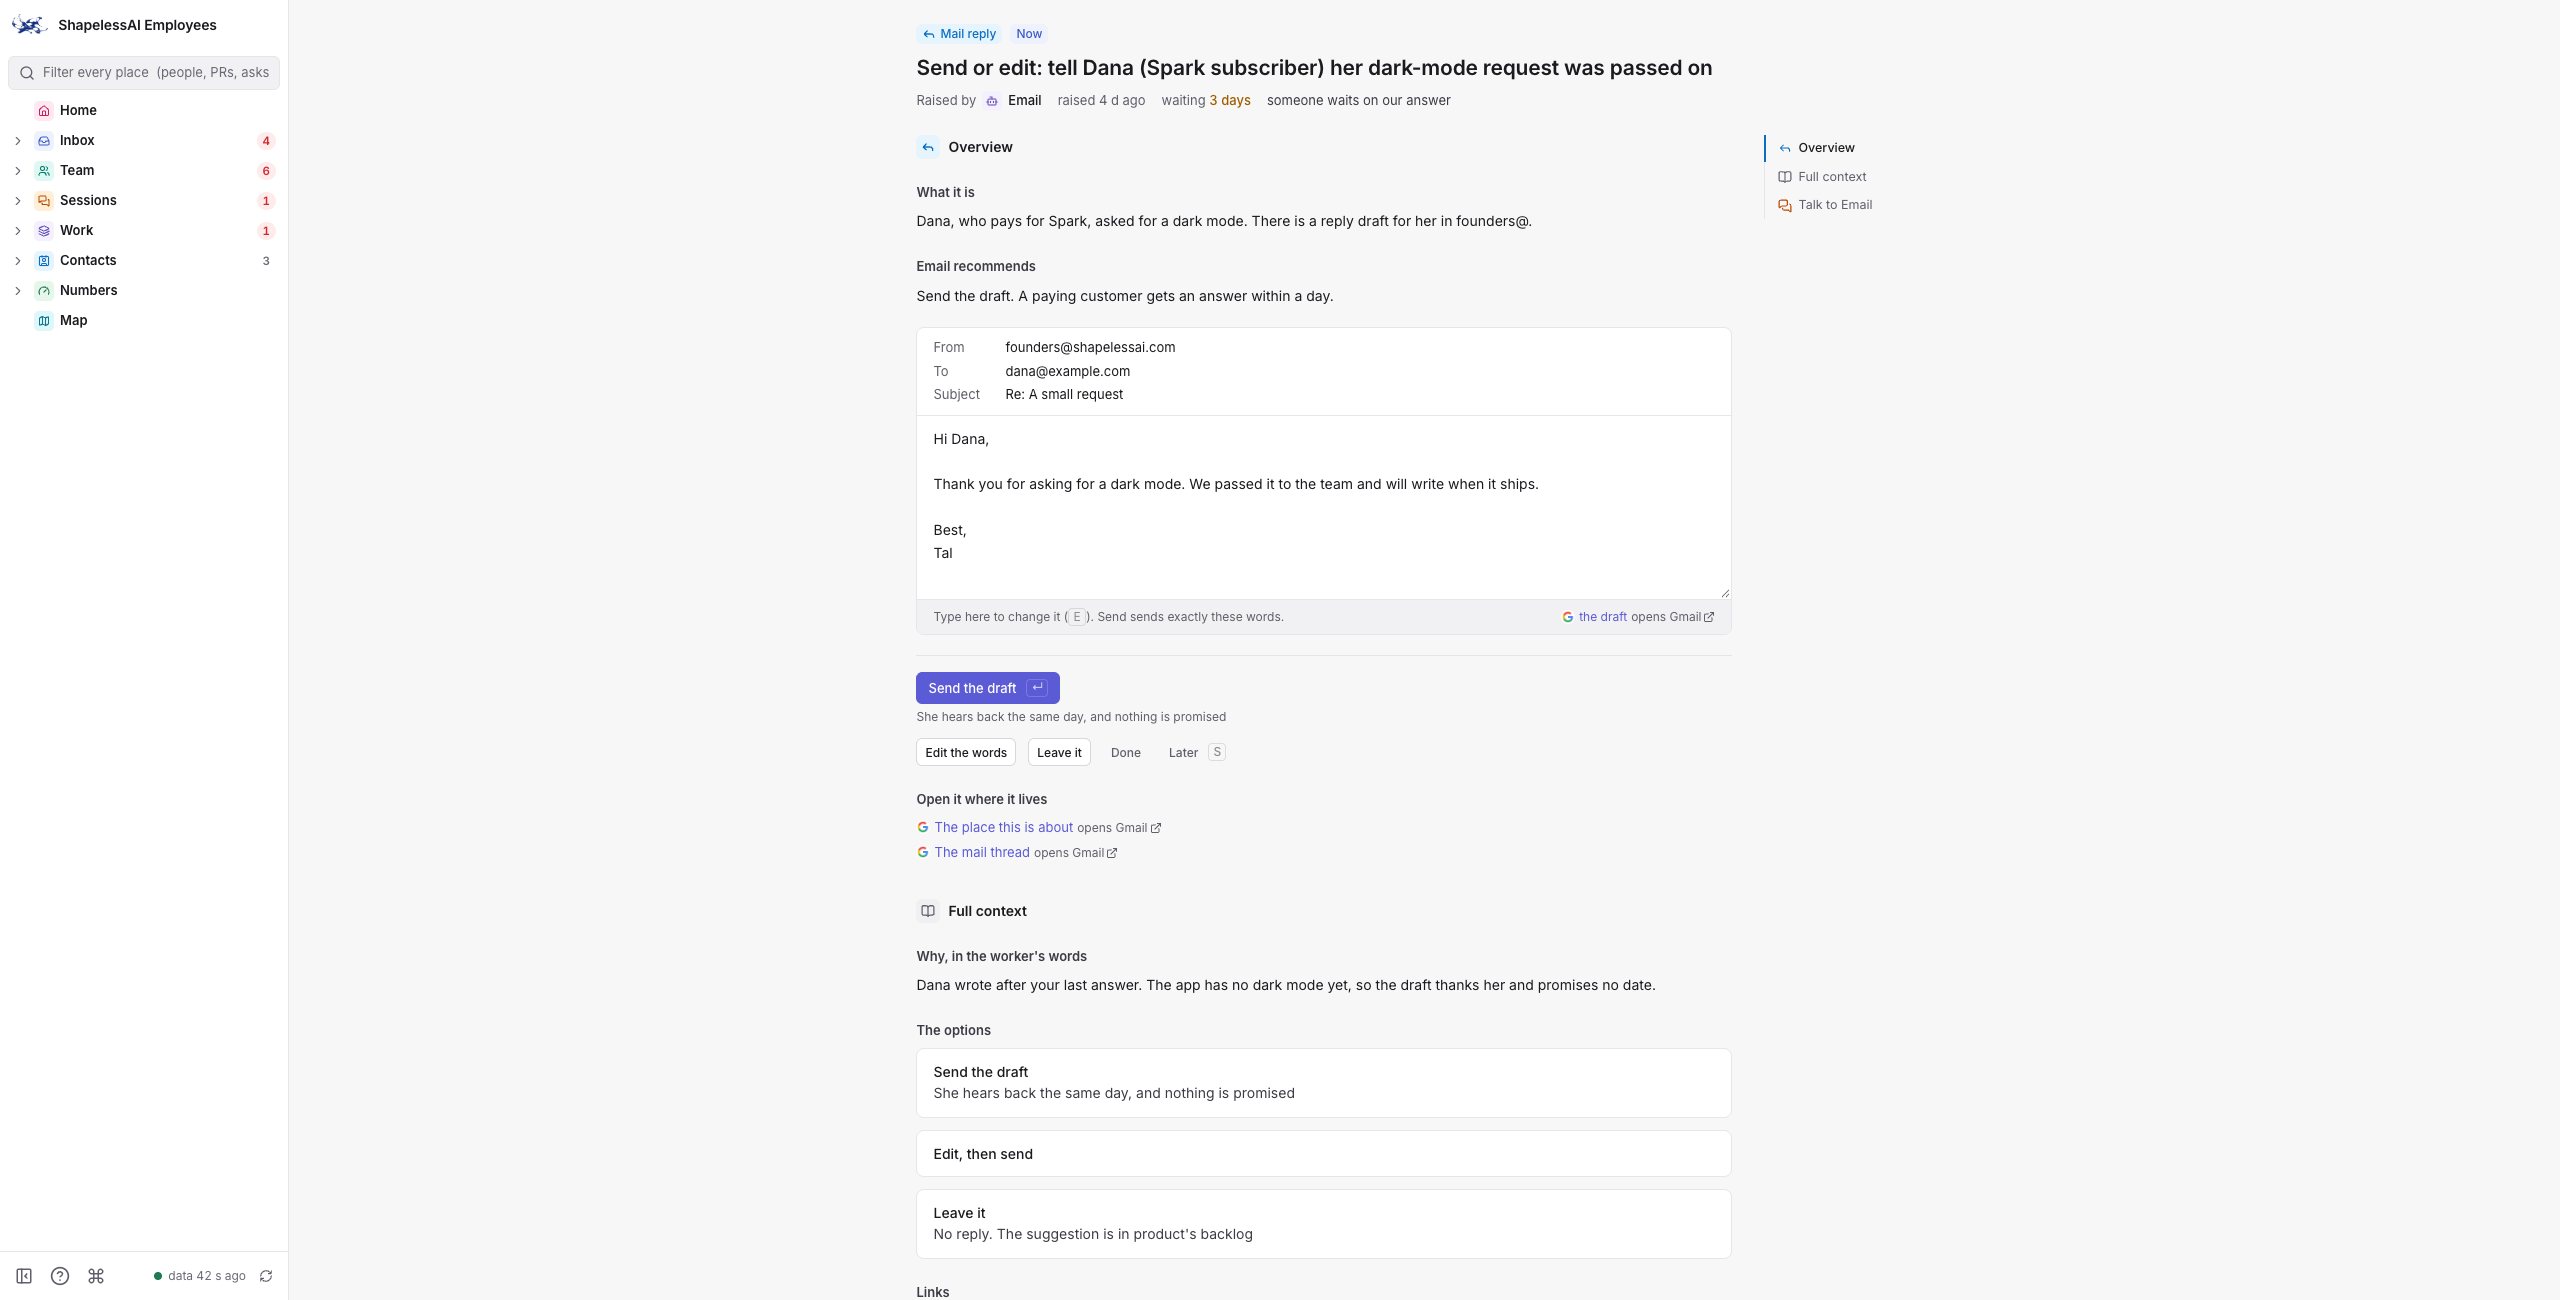 ShapelessAI Employees
Filter every place (people, PRs, asks
Home
Inbox 4
Team 6
Sessions 1
Work 1
Contacts 3
Numbers
Map
data 42 s ago
Mail reply Now
Send or edit: tell Dana (Spark subscriber) her dark-mode request was passed on
Raised by Email raised 4 d ago waiting 3 days someone waits on our answer
Overview
What it is
Dana, who pays for Spark, asked for a dark mode. There is a reply draft for her in founders@.
Email recommends
Send the draft. A paying customer gets an answer within a day.
From founders@shapelessai.com
To dana@example.com
Subject Re: A small request
Hi Dana,
Thank you for asking for a dark mode. We passed it to the team and will write when it ships.
Best,
Tal
Type here to change it (E). Send sends exactly these words. the draft opens Gmail
Send the draft
She hears back the same day, and nothing is promised
Edit the words Leave it Done Later S
Open it where it lives
The place this is about opens Gmail
The mail thread opens Gmail
Full context
Why, in the worker's words
Dana wrote after your last answer. The app has no dark mode yet, so the draft thanks her and promises no date.
The options
Send the draft
She hears back the same day, and nothing is promised
Edit, then send
Leave it
No reply. The suggestion is in product's backlog
Links
Overview
Full context
Talk to Email